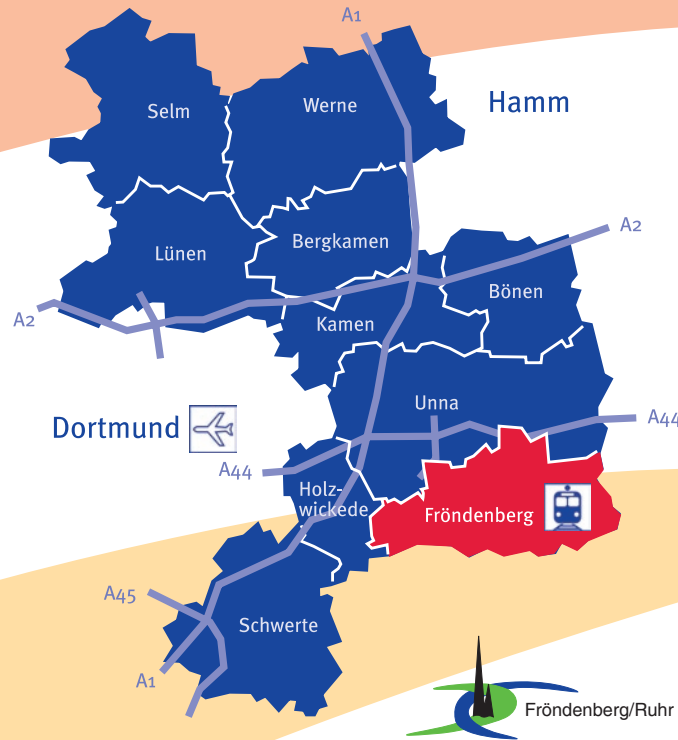 A1
Hamm
Selm
Werne
A2
Lünen
Bergkamen
Bönen
A2
Kamen
Unna
A44
Dortmund
A44
Holz-
wickede
Fröndenberg
A45
Schwerte
A1
Fröndenberg/Ruhr